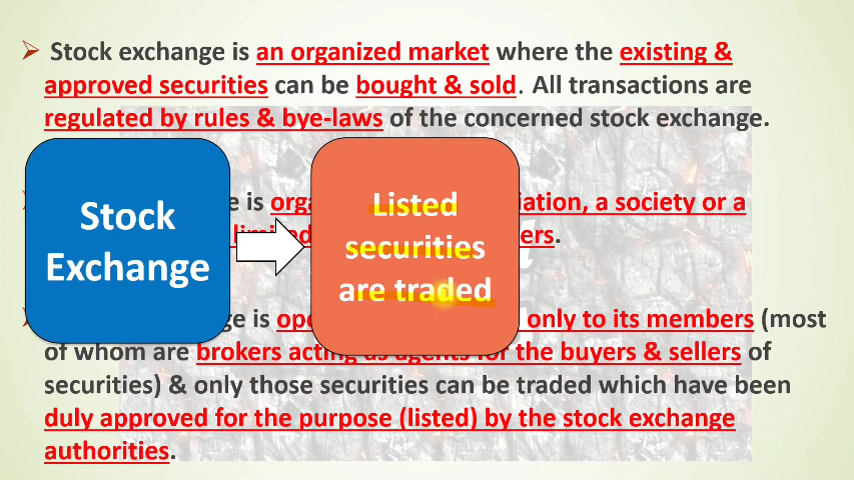 Stock exchange is an organized market where the existing &
approved securities can be bought & sold. All transactions are
regulated by rules & bye-laws of the concerned stock exchange.
Stock
Exchange
Listed
securities
are traded
is a society or a
is only to its members (most
of whom are brokers acting as agents for the buyers & sellers of
securities) & only those securities can be traded which have been
duly approved for the purpose (listed) by the stock exchange
authorities.